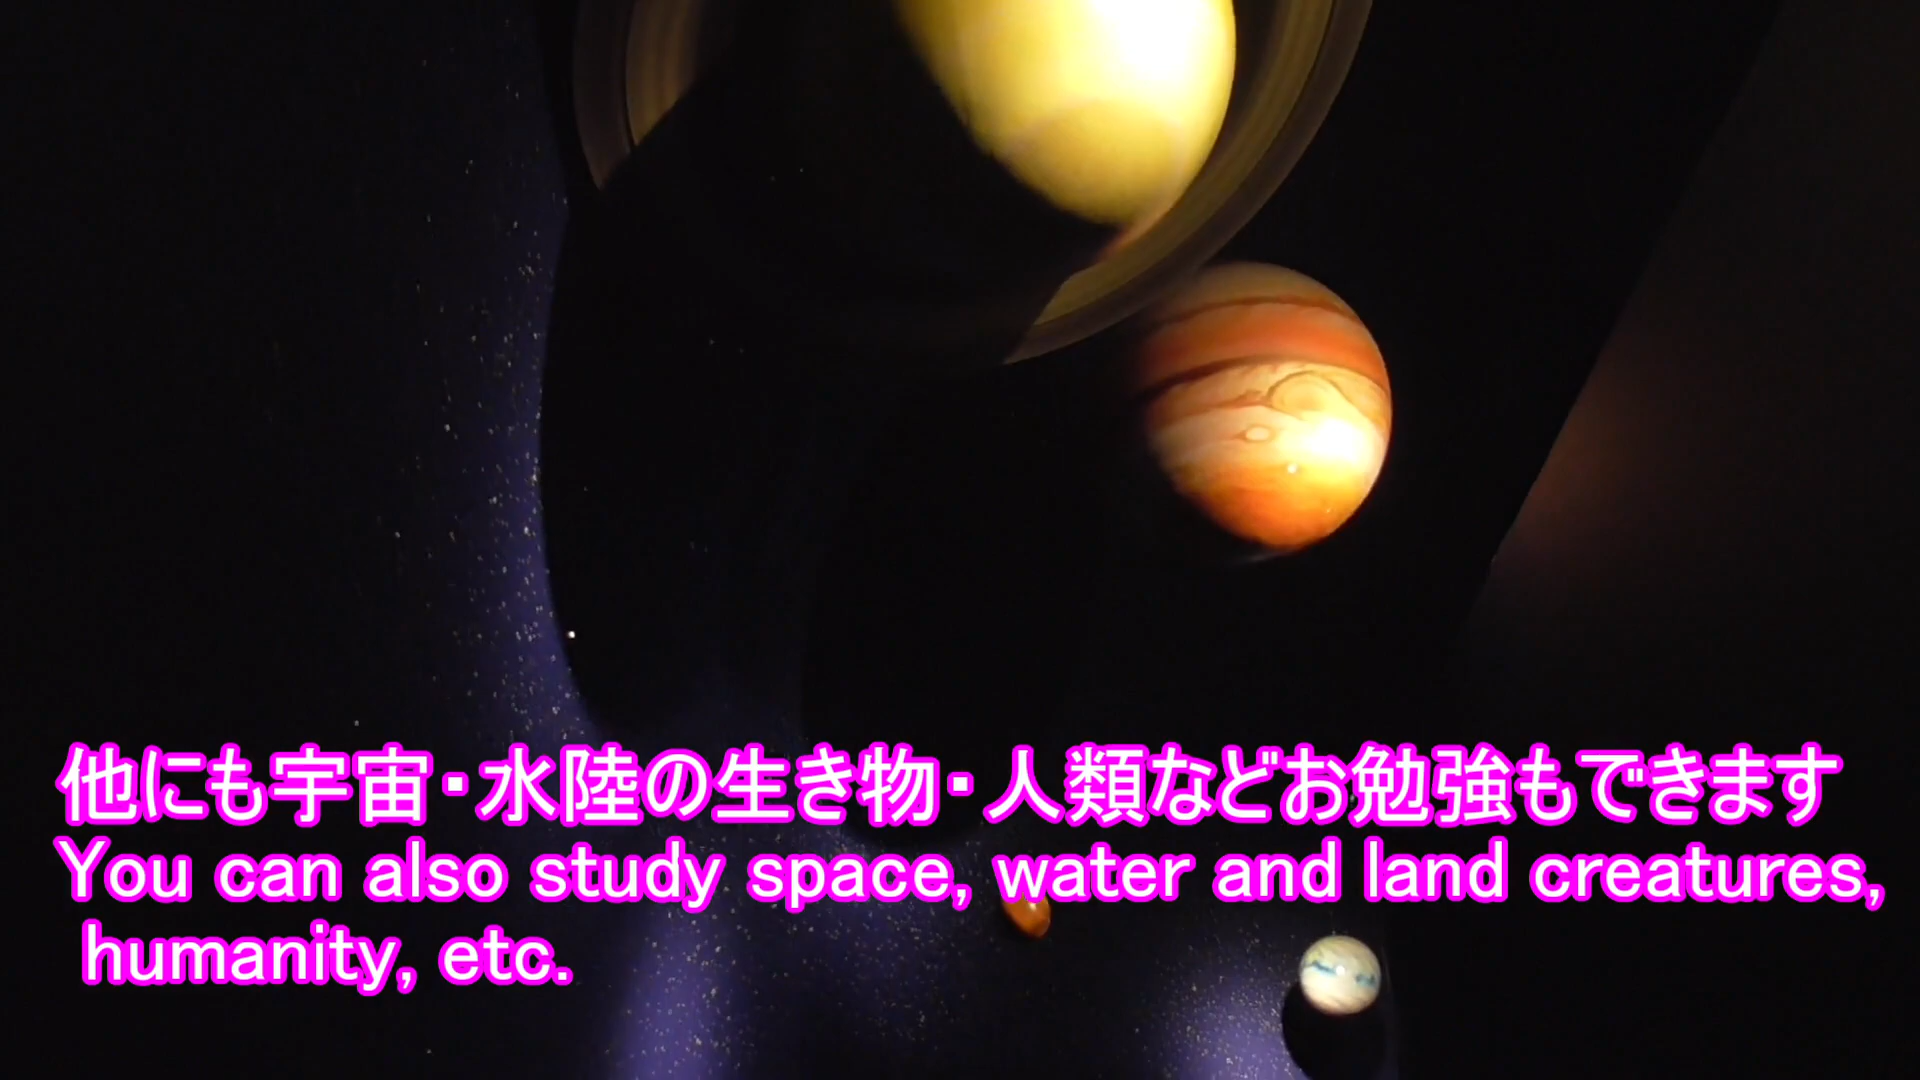 他にも宇宙・水陸の生き物・人類などお勉強もできます
You can also study space, water and land creatures,
humanity, etc.